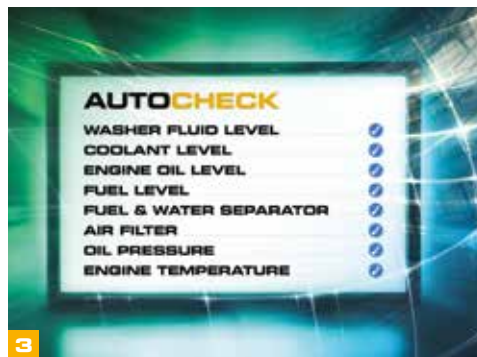 AUTOCHECK
WASHER FLUID LEVEL
COOLANT LEVEL
ENGINE OIL LEVEL
FUEL LEVEL
FUEL & WATER SEPARATOR
AIR FILTER
OIL PRESSURE
ENGINE TEMPERATURE
3